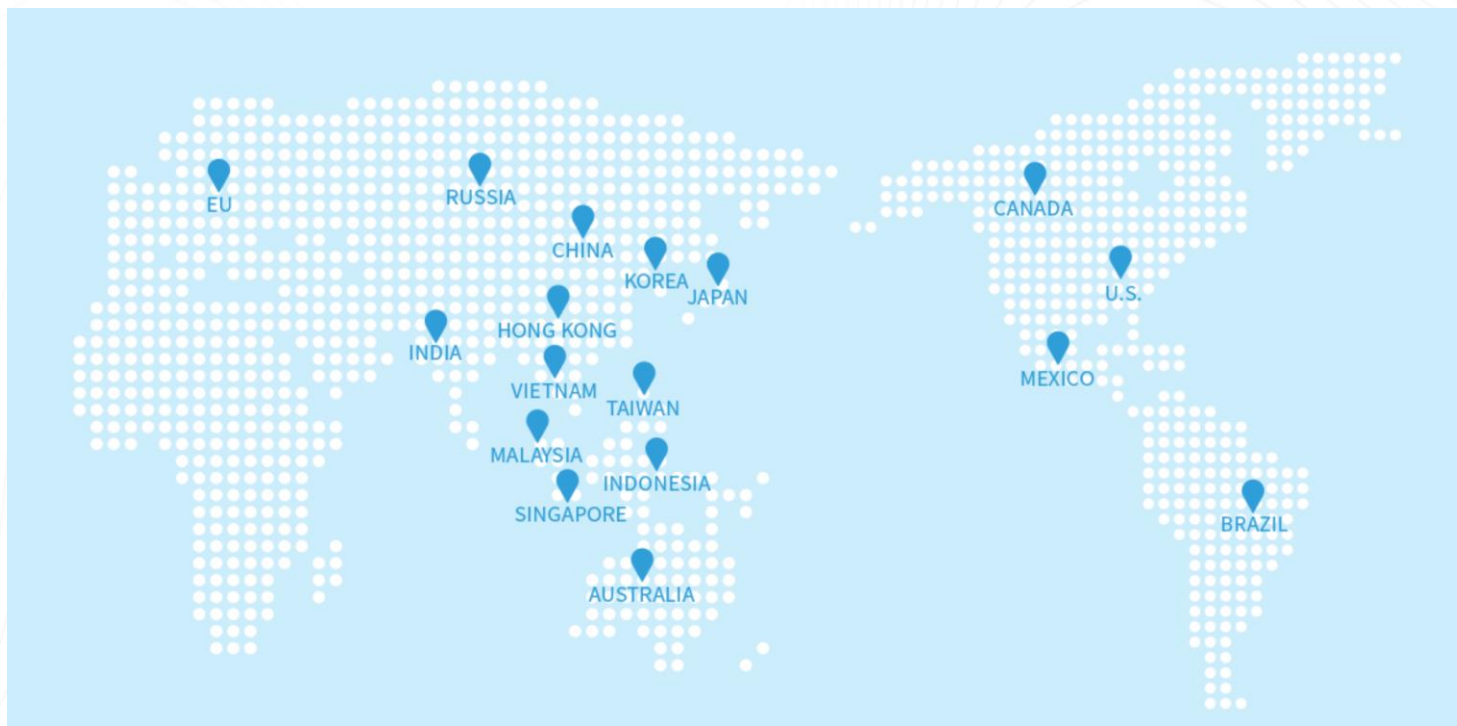 EU
RUSSIA
CANADA
CHINA
KOREA
JAPAN
U.S.
HONG KONG
INDIA
MEXICO
VIETNAM
TAIWAN
MALAYSIA
INDONESIA
SINGAPORE
BRAZIL
AUSTRALIA